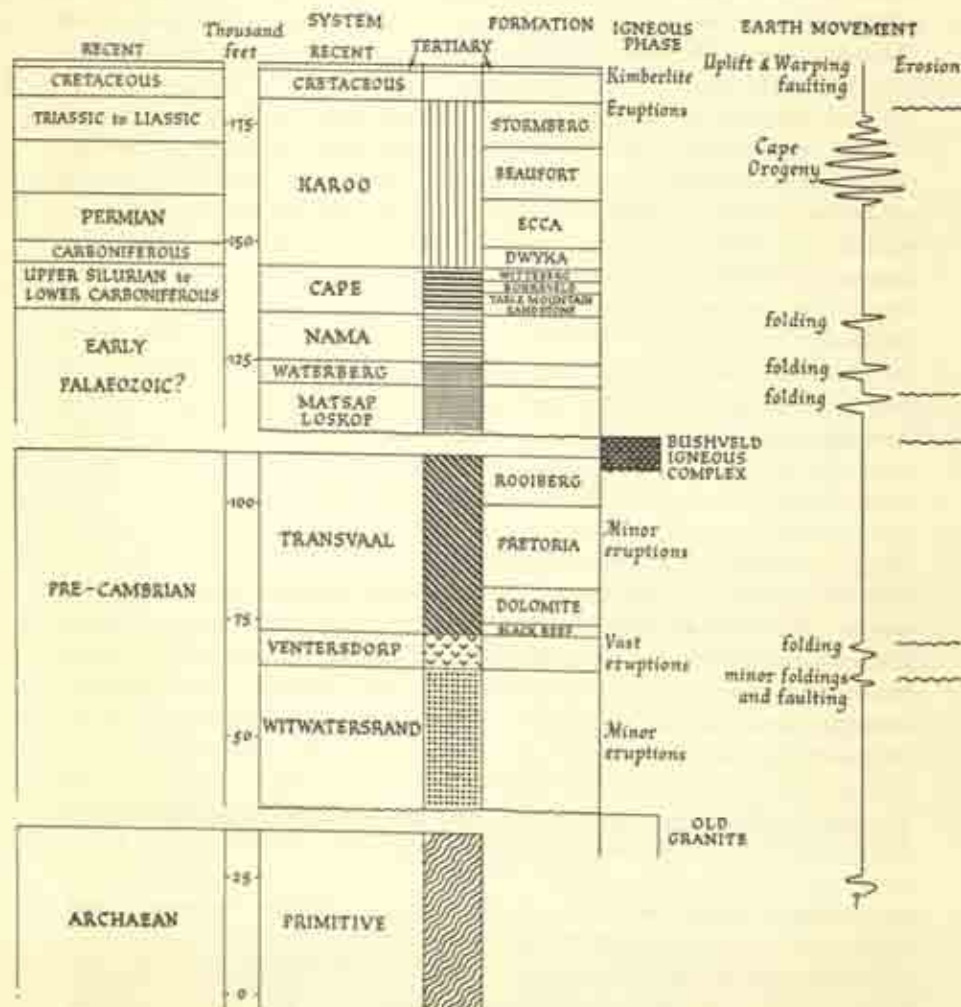 SYSTEM
FORMATION
IGNEOUS
PHASE
EARTH MOVEMENT
Thousand
feet
RECENT
RECENT
TERTIARY
CRETACEOUS
CRETACEOUS
Kimberlite
Uplift & Warping
faulting
Erosion
TRIASSIC to LIASSIC
175
Eruptions
STORMBERG
KAROO
BEAUFORT
Cape
Orogeny
PERMIAN
ECCA
150
CARBONIFEROUS
DWYKA
UPPER SILURIAN to
LOWER CARBONIFEROUS
CAPE
WITTEBERG
BOKKEVELD
TABLE MOUNTAIN
SANDSTONE
EARLY
PALAEOZOIC?
NAMA
folding
125
WATERBERG
folding
MATSAP
LOSKOP
folding
BUSHVELD
IGNEOUS
COMPLEX
ROOIBERG
100
TRANSVAAL
PRETORIA
Minor
eruptions
PRE-CAMBRIAN
DOLOMITE
75
BLACK REEF
VENTERSDORP
Vast
eruptions
folding
minor foldings
and faulting
WITWATERSRAND
50
Minor
eruptions
OLD
GRANITE
25
ARCHAEAN
PRIMITIVE
?
0